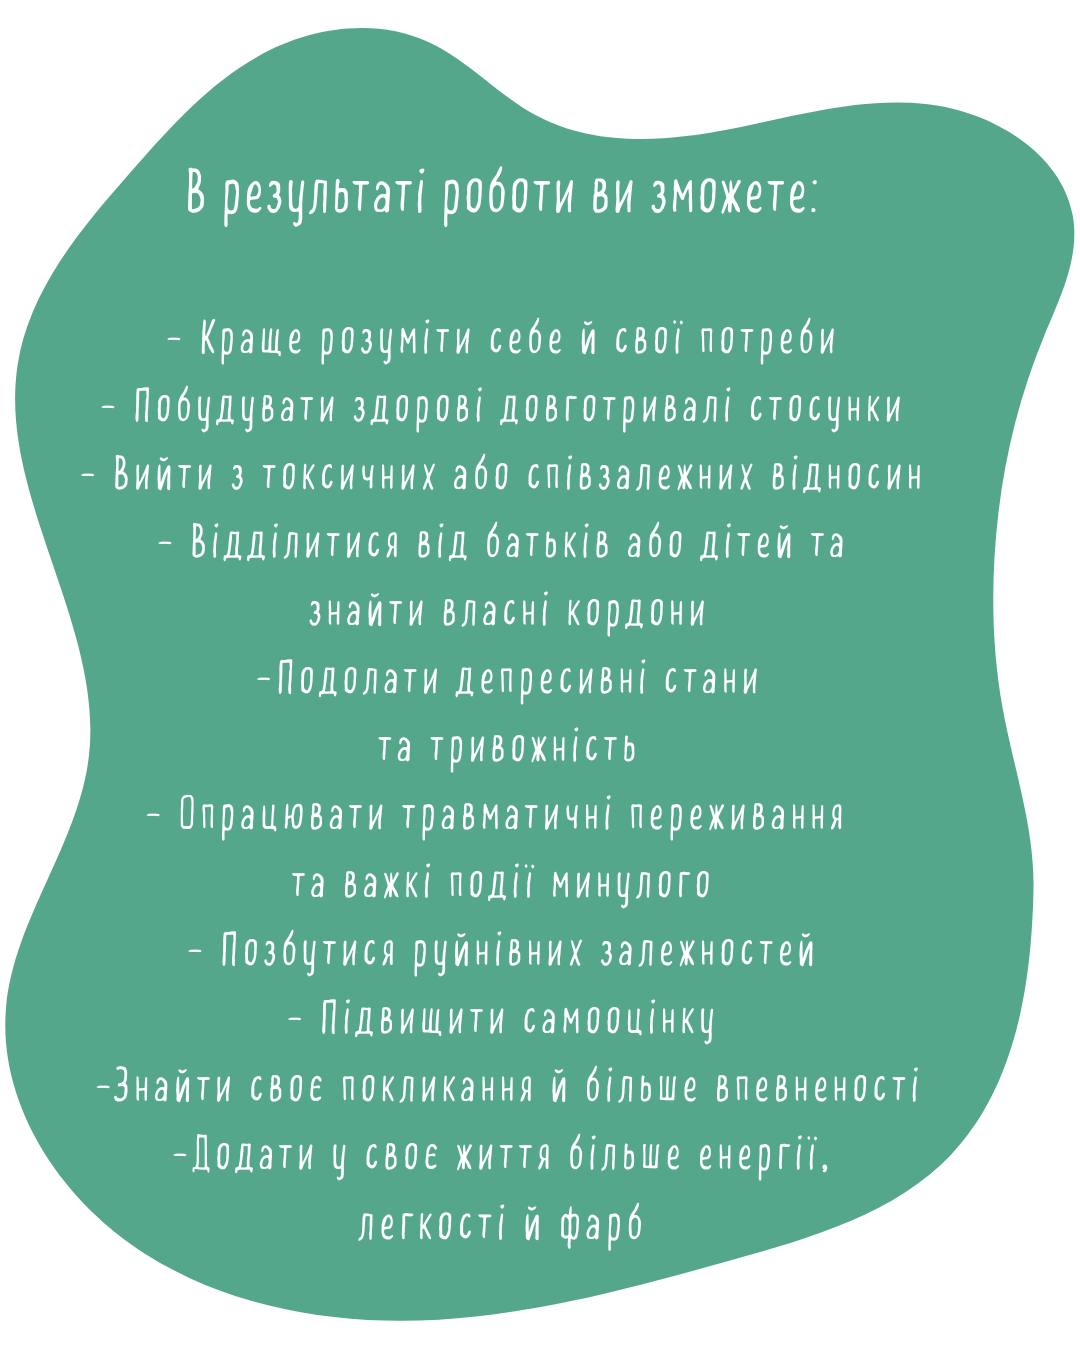 В результаті роботи ви зможете:
- Краще розуміти себе й свої потреби
- Побудувати здорові довготривалі стосунки
- Вийти з токсичних або співзалежних відносин
- Відділитися від батьків або дітей та
знайти власні кордони
-Подолати депресивні стани
та тривожність
- Опрацювати травматичні переживання
та важкі події минулого
- Позбутися руйнівних залежностей
- Підвищити самооцінку
-Знайти своє покликання й більше впевненості
-Додати у своє життя більше енергії,
легкості й фарб